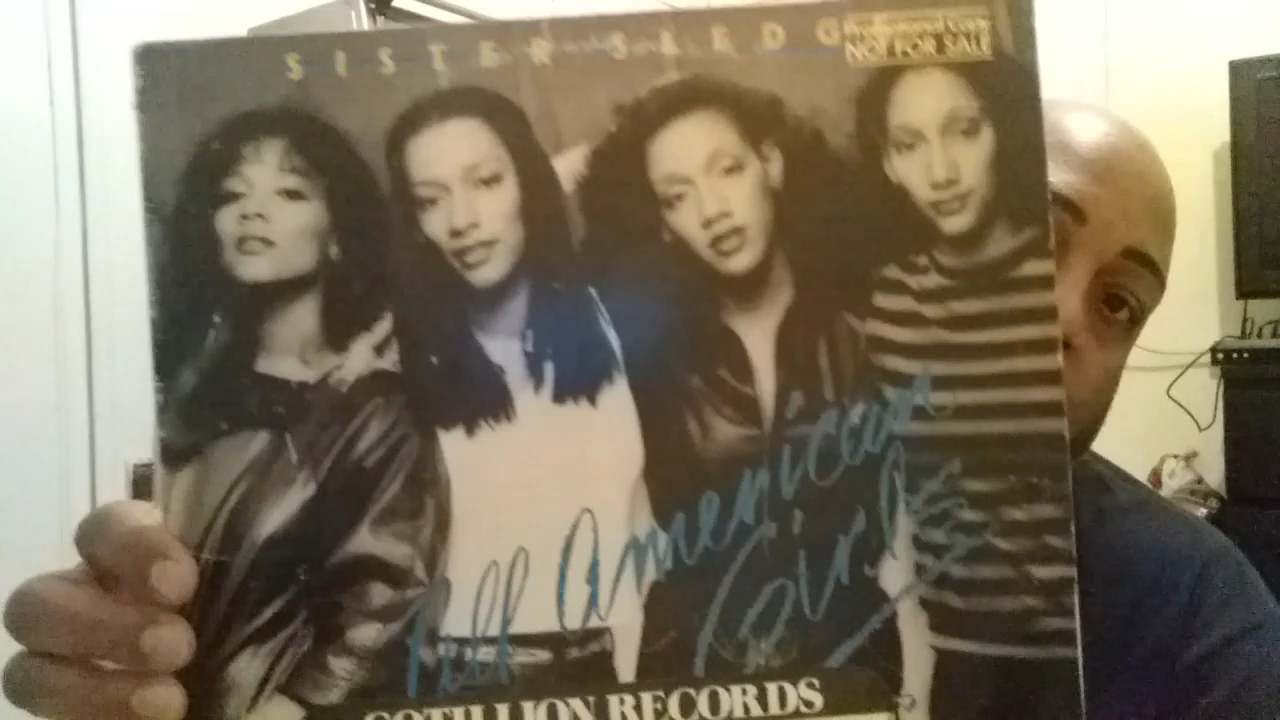 SISTER SLEDGE
NOT FOR SALE
All American
Girls
COTILLION RECORDS